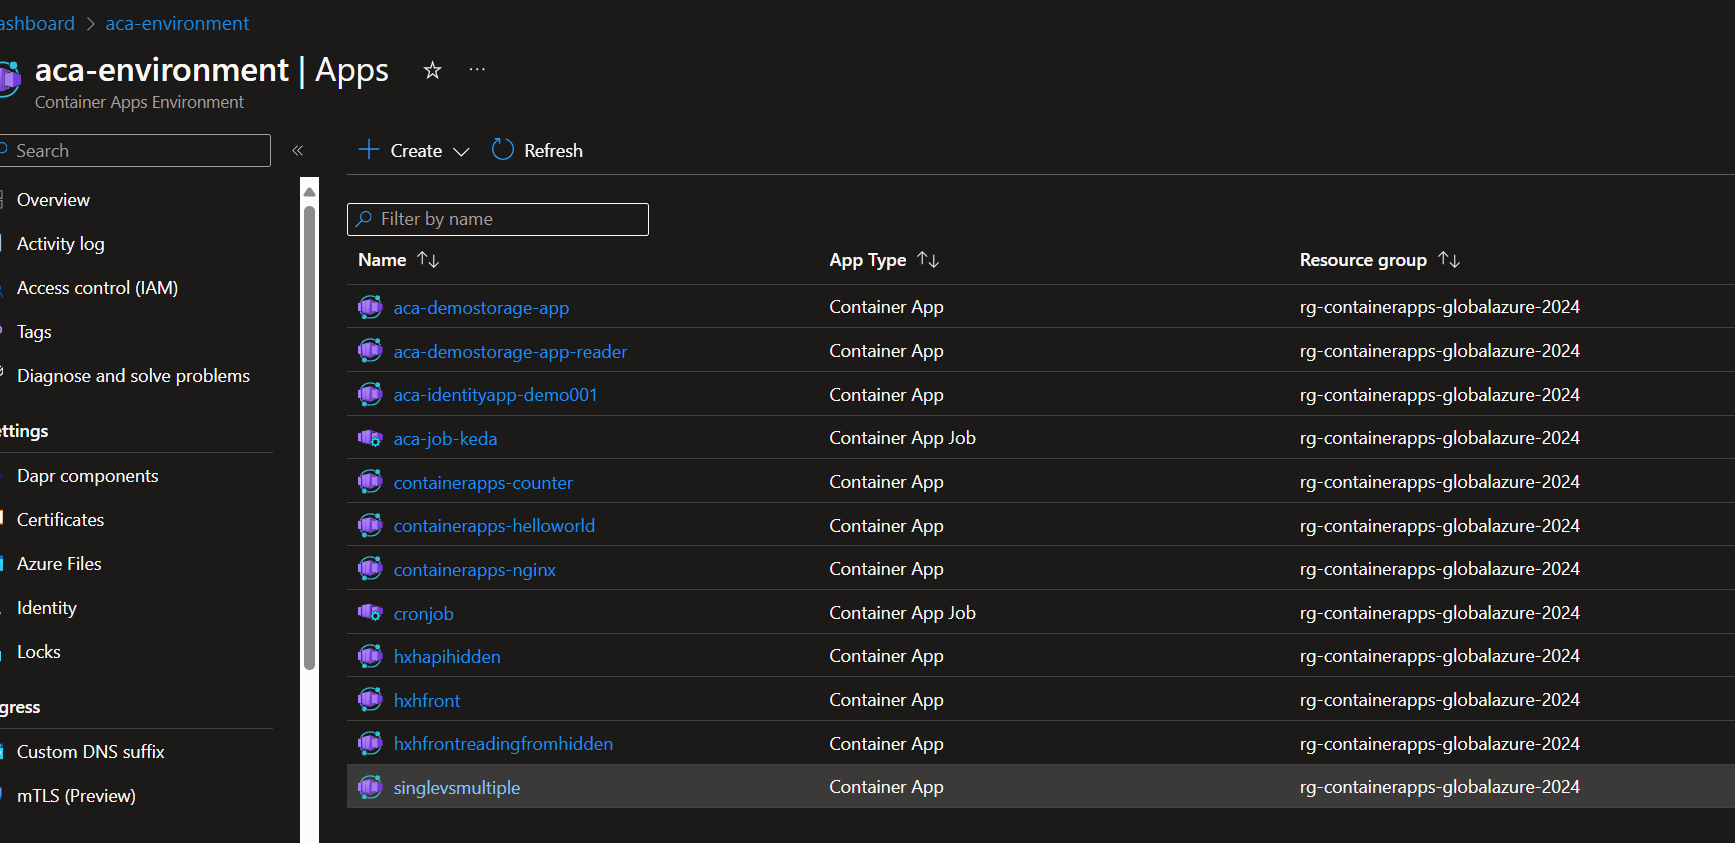 ashboard > aca-environment
aca-environment | Apps ☆ ...
Container Apps Environment
Search «
Create Refresh
Overview
Activity log
Access control (IAM)
Tags
Diagnose and solve problems
ettings
Dapr components
Certificates
Azure Files
Identity
Locks
gress
Custom DNS suffix
mTLS (Preview)
Filter by name
Name ↑↓ App Type ↑↓ Resource group ↑↓
aca-demostorage-app Container App rg-containerapps-globalazure-2024
aca-demostorage-app-reader Container App rg-containerapps-globalazure-2024
aca-identityapp-demo001 Container App rg-containerapps-globalazure-2024
aca-job-keda Container App Job rg-containerapps-globalazure-2024
containerapps-counter Container App rg-containerapps-globalazure-2024
containerapps-helloworld Container App rg-containerapps-globalazure-2024
containerapps-nginx Container App rg-containerapps-globalazure-2024
cronjob Container App Job rg-containerapps-globalazure-2024
hxhapihidden Container App rg-containerapps-globalazure-2024
hxhfront Container App rg-containerapps-globalazure-2024
hxhfrontreadingfromhidden Container App rg-containerapps-globalazure-2024
singlevsmultiple Container App rg-containerapps-globalazure-2024